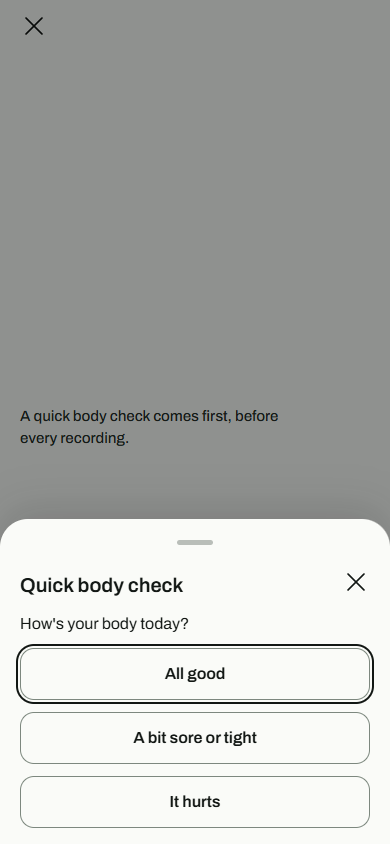 A quick body check comes first, before
every recording.
Quick body check
How's your body today?
All good
A bit sore or tight
It hurts